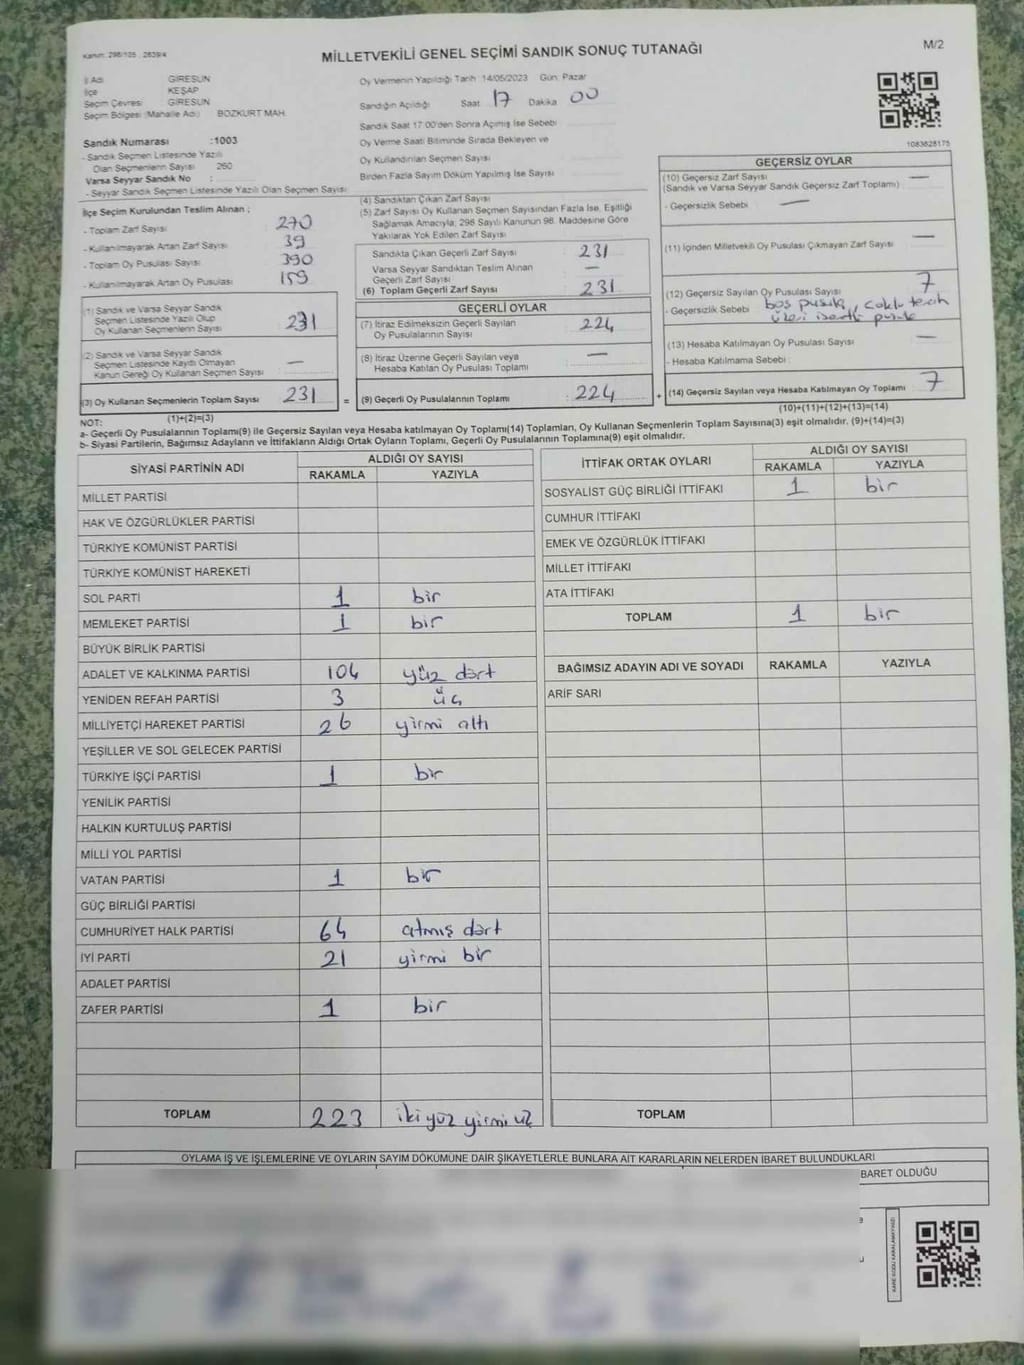 Kanun: 298/105 , 2839/4
MİLLETVEKİLİ GENEL SEÇİMİ SANDIK SONUÇ TUTANAĞI
M/2
İl Adı : GİRESUN
İlçe : KEŞAP
Seçim Çevresi : GİRESUN
Seçim Bölgesi (Mahalle Adı) : BOZKURT MAH.
Oy Vermenin Yapıldığı Tarih :14/05/2023 Gün: Pazar
Sandığın Açıldığı Saat : 17 Dakika : 00
Sandık Saat 17:00'den Sonra Açılmış İse Sebebi :
Oy Verme Saati Bitiminde Sırada Bekleyen ve
Oy Kullandırılan Seçmen Sayısı :
Birden Fazla Sayım Döküm Yapılmış İse Sayısı :
1083628175
Sandık Numarası :1003
- Sandık Seçmen Listesinde Yazılı
Olan Seçmenlerin Sayısı : 260
Varsa Seyyar Sandık No :
- Seyyar Sandık Seçmen Listesinde Yazılı Olan Seçmen Sayısı :
İlçe Seçim Kurulundan Teslim Alınan ;
- Toplam Zarf Sayısı : 270
- Kullanılmayarak Artan Zarf Sayısı : 39
- Toplam Oy Pusulası Sayısı : 390
- Kullanılmayarak Artan Oy Pusulası : 159
(1) Sandık ve Varsa Seyyar Sandık
Seçmen Listesinde Yazılı Olup
Oy Kullanan Seçmenlerin Sayısı : 231
(2) Sandık ve Varsa Seyyar Sandık
Seçmen Listesinde Kaydı Olmayan
Kanun Gereği Oy Kullanan Seçmen Sayısı : —
(3) Oy Kullanan Seçmenlerin Toplam Sayısı : 231
(1)+(2)=(3)
(4) Sandıktan Çıkan Zarf Sayısı :
(5) Zarf Sayısı Oy Kullanan Seçmen Sayısından Fazla İse, Eşitliği
Sağlamak Amacıyla; 298 Sayılı Kanunun 98. Maddesine Göre
Yakılarak Yok Edilen Zarf Sayısı :
Sandıkta Çıkan Geçerli Zarf Sayısı : 231
Varsa Seyyar Sandıktan Teslim Alınan
Geçerli Zarf Sayısı : —
(6) Toplam Geçerli Zarf Sayısı : 231
GEÇERLİ OYLAR
(7) İtiraz Edilmeksizin Geçerli Sayılan
Oy Pusulalarının Sayısı : 224
(8) İtiraz Üzerine Geçerli Sayılan veya
Hesaba Katılan Oy Pusulası Toplamı : —
= (9) Geçerli Oy Pusulalarının Toplamı : 224 +
GEÇERSİZ OYLAR
(10) Geçersiz Zarf Sayısı : —
(Sandık ve Varsa Seyyar Sandık Geçersiz Zarf Toplamı)
- Geçersizlik Sebebi : —
(11) İçinden Milletvekili Oy Pusulası Çıkmayan Zarf Sayısı : —
(12) Geçersiz Sayılan Oy Pusulası Sayısı : 7
- Geçersizlik Sebebi : boş pusula, çoklu tercih
üzeri işaretli pusula
(13) Hesaba Katılmayan Oy Pusulası Sayısı : —
- Hesaba Katılmama Sebebi :
(14) Geçersiz Sayılan veya Hesaba Katılmayan Oy Toplamı : 7
(10)+(11)+(12)+(13)=(14)
NOT:
a- Geçerli Oy Pusulalarının Toplamı(9) ile Geçersiz Sayılan veya Hesaba katılmayan Oy Toplamı(14) Toplamları, Oy Kullanan Seçmenlerin Toplam Sayısına(3) eşit olmalıdır. (9)+(14)=(3)
b- Siyasi Partilerin, Bağımsız Adayların ve İttifakların Aldığı Ortak Oyların Toplamı, Geçerli Oy Pusulalarının Toplamına(9) eşit olmalıdır.
SİYASİ PARTİNİN ADI ALDIĞI OY SAYISI
RAKAMLA YAZIYLA
MİLLET PARTİSİ
HAK VE ÖZGÜRLÜKLER PARTİSİ
TÜRKİYE KOMÜNİST PARTİSİ
TÜRKİYE KOMÜNİST HAREKETİ
SOL PARTİ 1 bir
MEMLEKET PARTİSİ 1 bir
BÜYÜK BİRLİK PARTİSİ
ADALET VE KALKINMA PARTİSİ 104 yüz dört
YENİDEN REFAH PARTİSİ 3 üç
MİLLİYETÇİ HAREKET PARTİSİ 26 yirmi altı
YEŞİLLER VE SOL GELECEK PARTİSİ
TÜRKİYE İŞÇİ PARTİSİ 1 bir
YENİLİK PARTİSİ
HALKIN KURTULUŞ PARTİSİ
MİLLİ YOL PARTİSİ
VATAN PARTİSİ 1 bir
GÜÇ BİRLİĞİ PARTİSİ
CUMHURİYET HALK PARTİSİ 64 atmış dört
İYİ PARTİ 21 yirmi bir
ADALET PARTİSİ
ZAFER PARTİSİ 1 bir
TOPLAM 223 iki yüz yirmi üç
İTTİFAK ORTAK OYLARI ALDIĞI OY SAYISI
RAKAMLA YAZIYLA
SOSYALİST GÜÇ BİRLİĞİ İTTİFAKI 1 bir
CUMHUR İTTİFAKI
EMEK VE ÖZGÜRLÜK İTTİFAKI
MİLLET İTTİFAKI
ATA İTTİFAKI
TOPLAM 1 bir
BAĞIMSIZ ADAYIN ADI VE SOYADI RAKAMLA YAZIYLA
ARİF SARI
TOPLAM
OYLAMA İŞ VE İŞLEMLERİNE VE OYLARIN SAYIM DÖKÜMÜNE DAİR ŞİKAYETLERLE BUNLARA AİT KARARLARIN NELERDEN İBARET BULUNDUKLARI
BARET OLDUĞU
KARE KODU KARALAMAYINIZ!